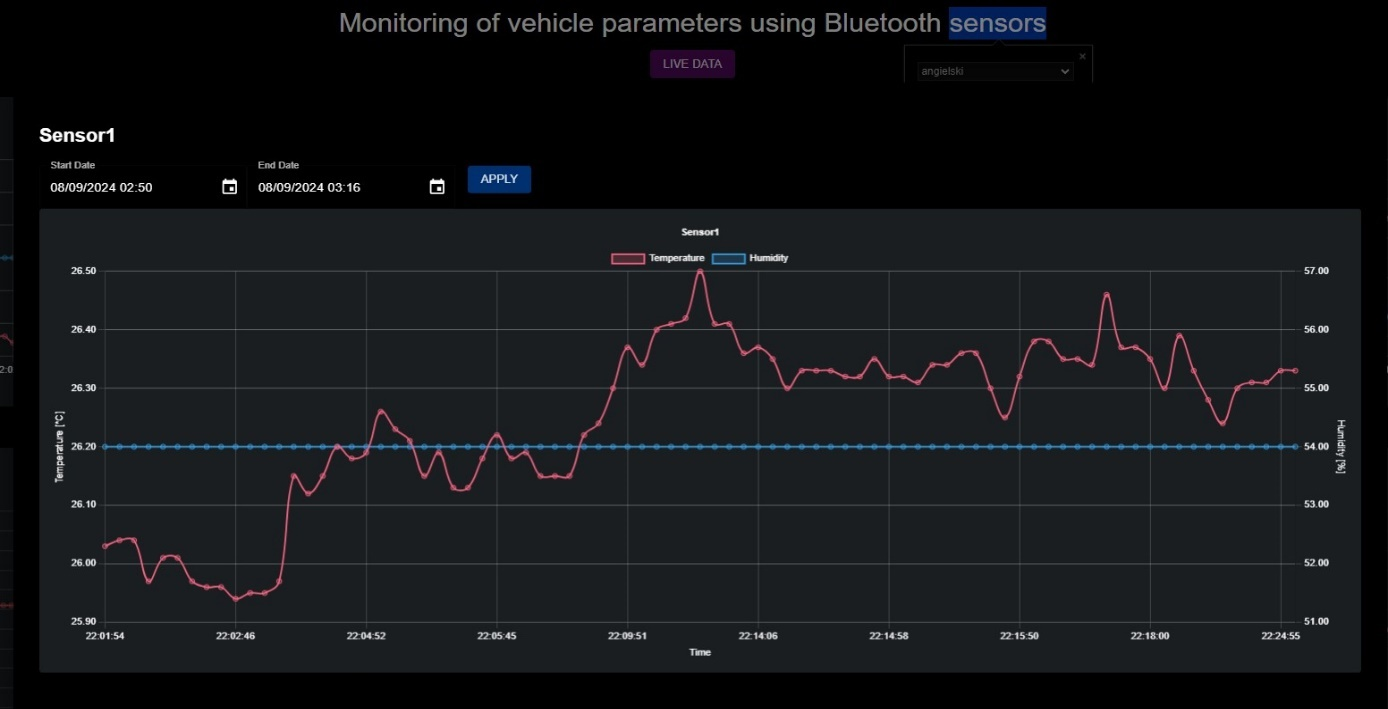 Monitoring of vehicle parameters using Bluetooth sensors
LIVE DATA
angielski
Sensor1
Start Date
08/09/2024 02:50
End Date
08/09/2024 03:16
APPLY
Sensor1
Temperature Humidity
26.50 57.00
26.40 56.00
26.30 55.00
26.20 54.00
26.10 53.00
26.00 52.00
25.90 51.00
Temperature [°C]
Humidity [%]
22:01:54 22:02:46 22:04:52 22:05:45 22:09:51 22:14:06 22:14:58 22:15:50 22:18:00 22:24:55
Time